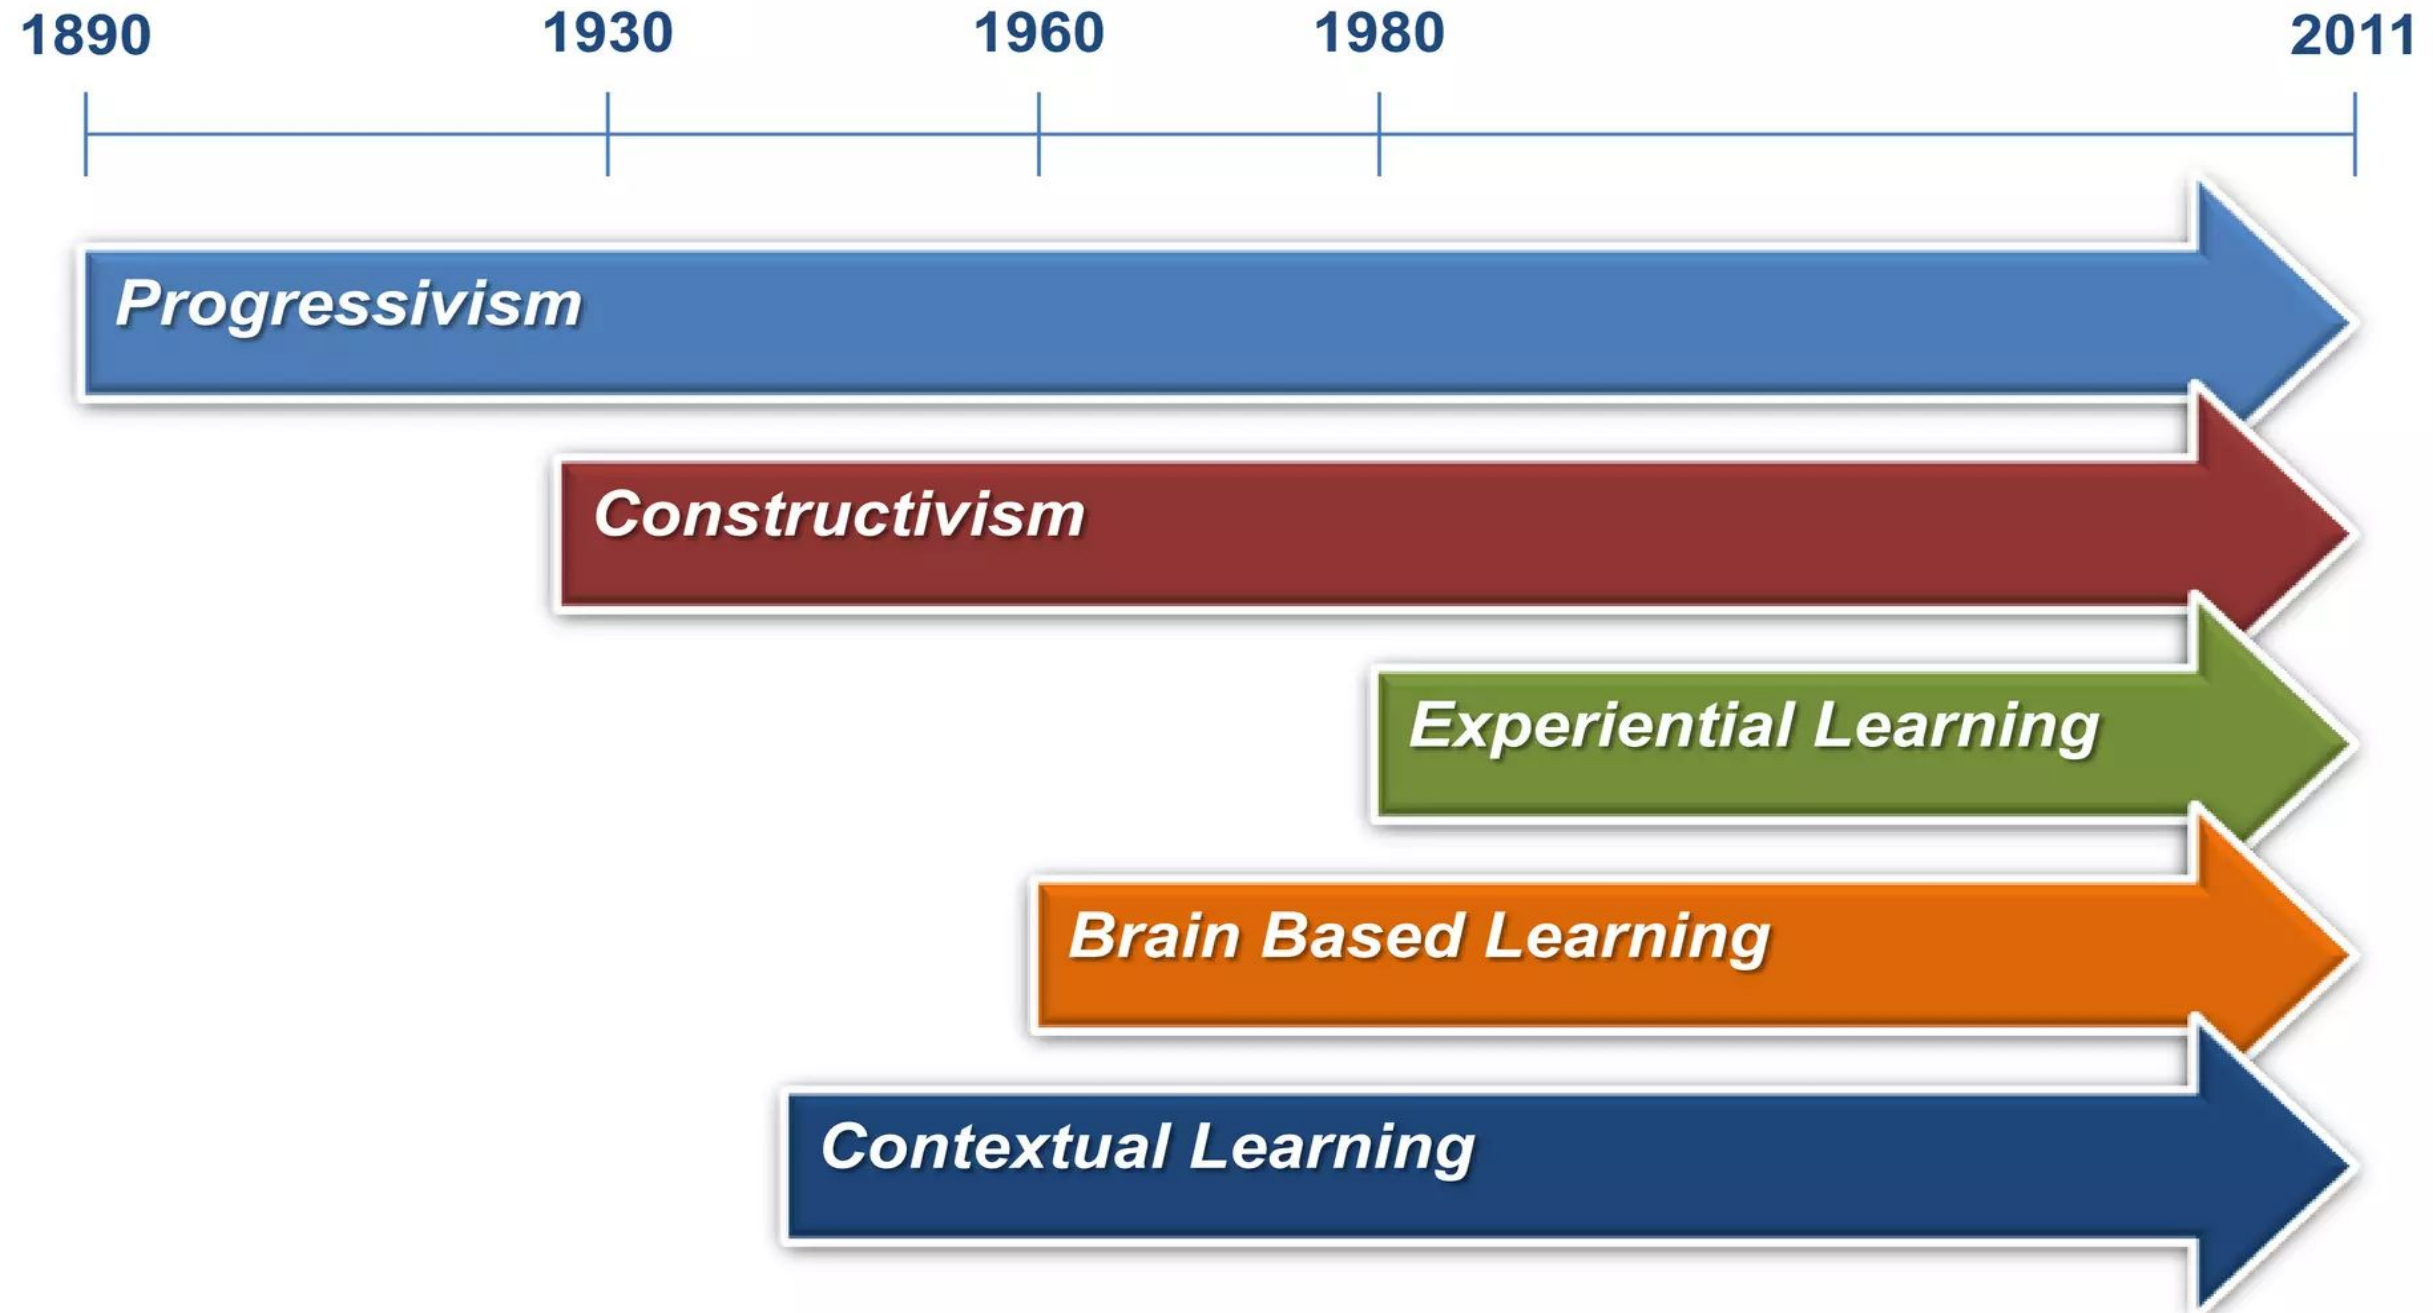 1890 1930 1960 1980 2011
Progressivism
Constructivism
Experiential Learning
Brain Based Learning
Contextual Learning